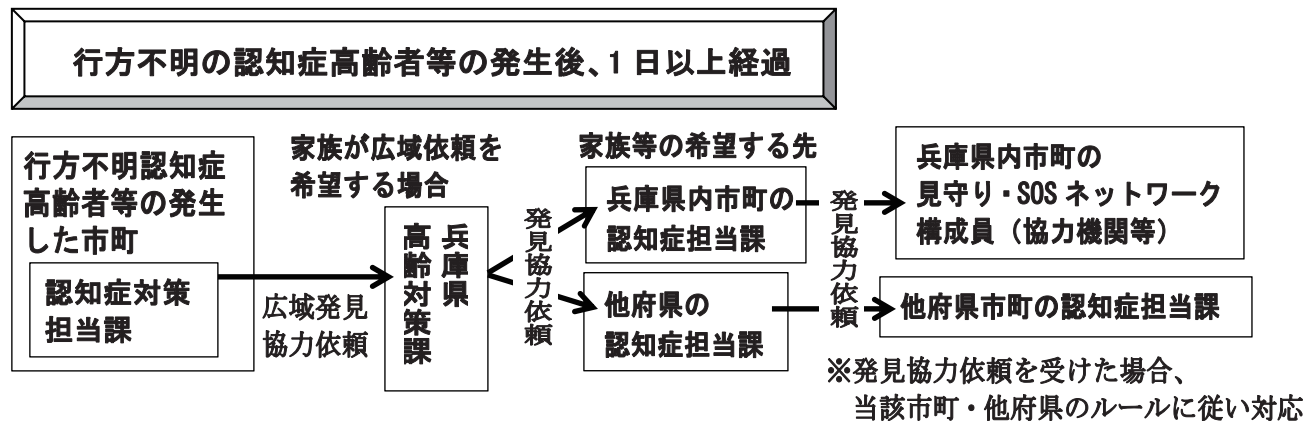 行方不明の認知症高齢者等の発生後、1日以上経過
行方不明認知症
高齢者等の発生
した市町
認知症対策
担当課
家族が広域依頼を
希望する場合
広域発見
協力依頼
兵庫県
高齢対策課
発見協力依頼
家族等の希望する先
兵庫県内市町の
認知症担当課
他府県の
認知症担当課
発見協力依頼
兵庫県内市町の
見守り・SOSネットワーク
構成員（協力機関等）
他府県市町の認知症担当課
※発見協力依頼を受けた場合、
当該市町・他府県のルールに従い対応